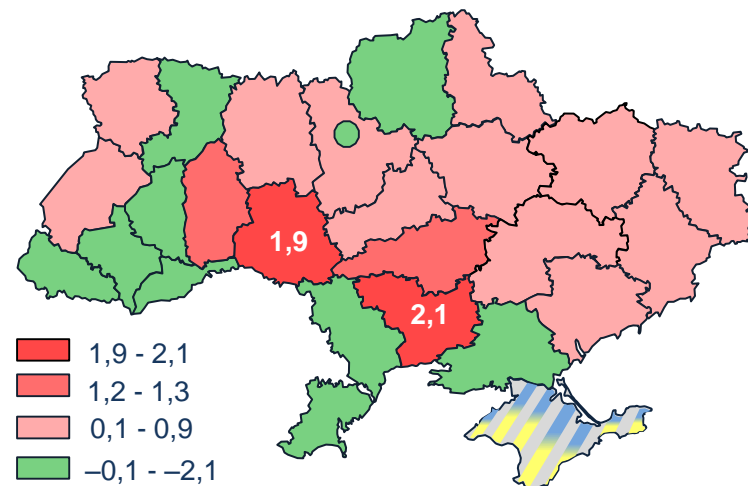 1,9
2,1
1,9 - 2,1
1,2 - 1,3
0,1 - 0,9
–0,1 - –2,1